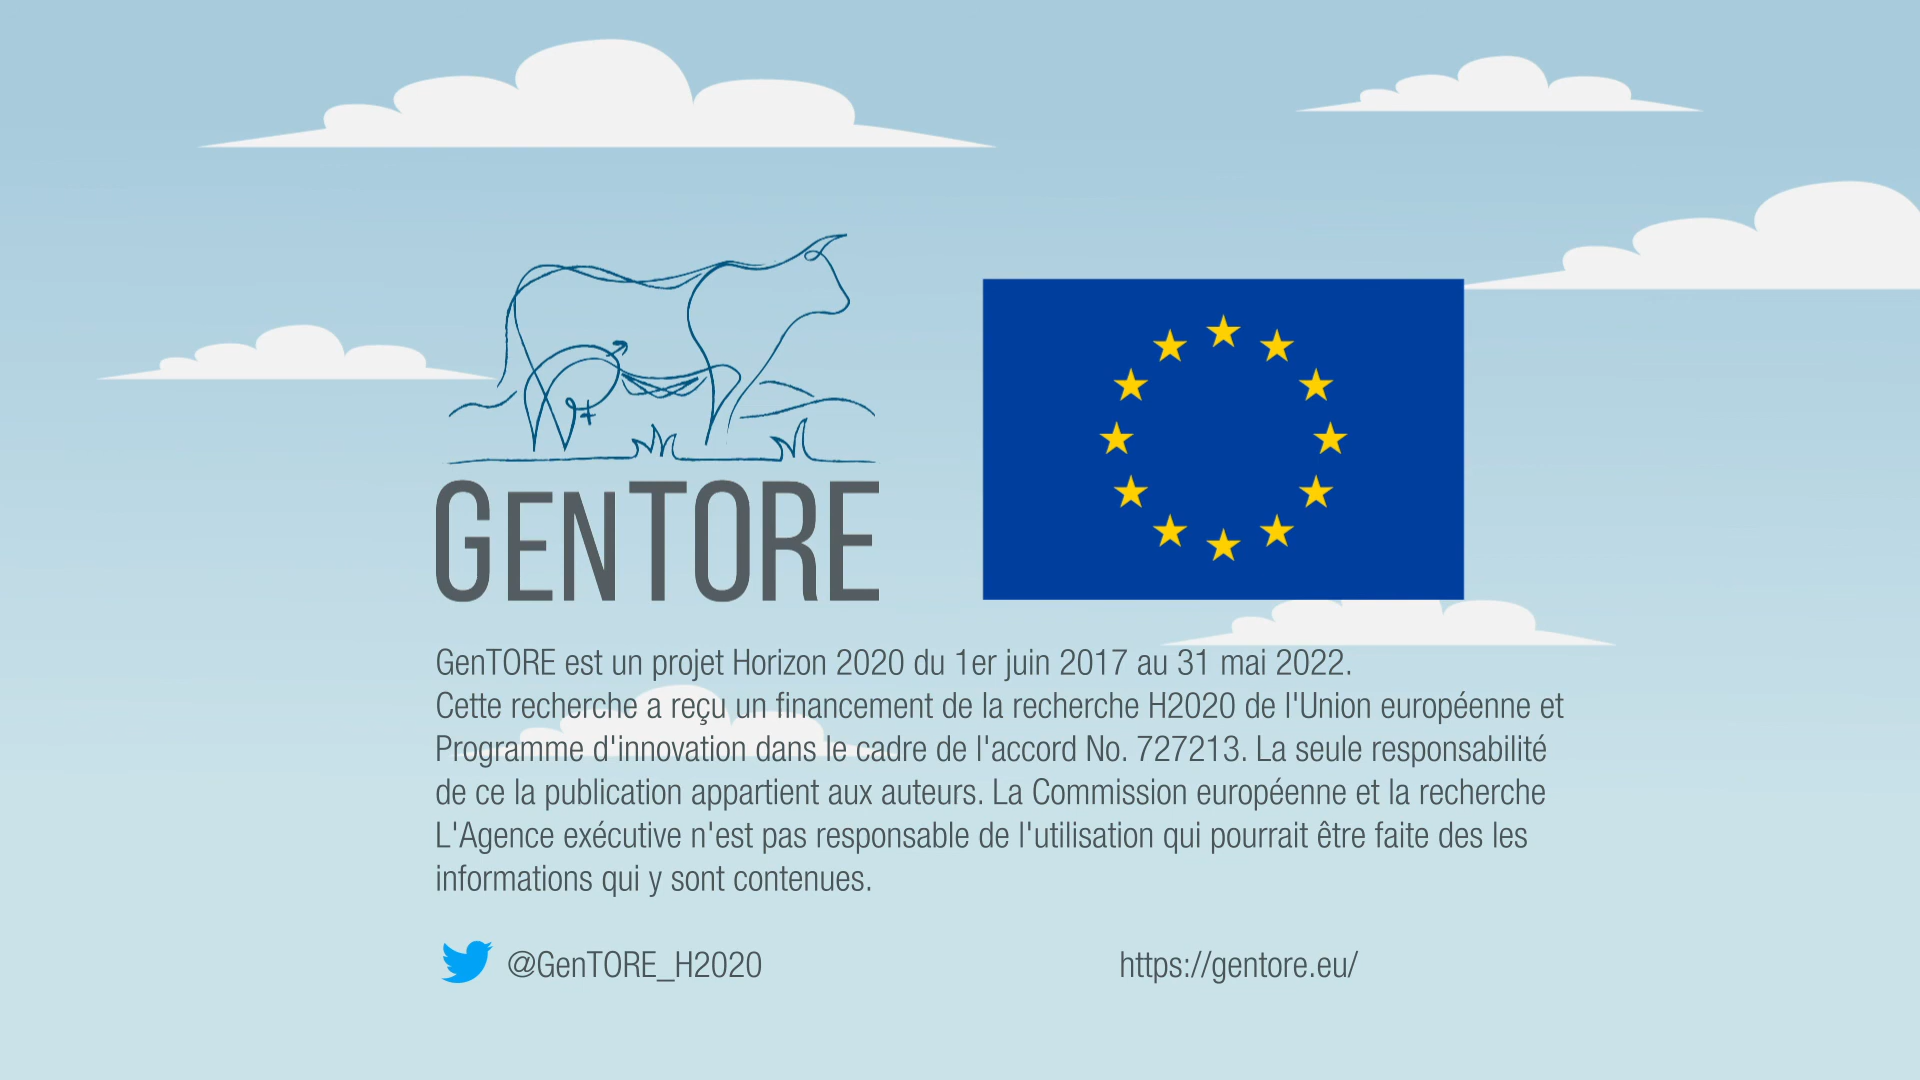 GENTORE
GenTORE est un projet Horizon 2020 du 1er juin 2017 au 31 mai 2022.
Cette recherche a reçu un financement de la recherche H2020 de l'Union européenne et
Programme d'innovation dans le cadre de l'accord No. 727213. La seule responsabilité
de ce la publication appartient aux auteurs. La Commission européenne et la recherche
L'Agence exécutive n'est pas responsable de l'utilisation qui pourrait être faite des les
informations qui y sont contenues.
@GenTORE_H2020
https://gentore.eu/